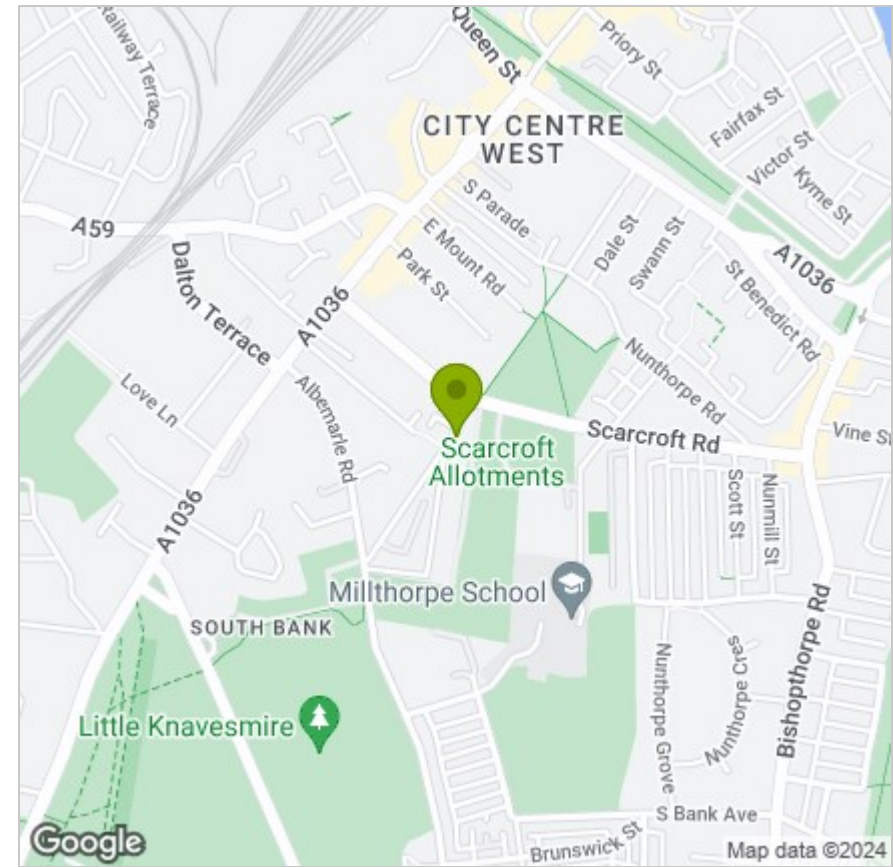 Railway Terrace
Queen St
Priory St
CITY CENTRE
WEST
Fairfax St
Victor St
Kyme St
S Parade
Dale St
Swann St
A59
Dalton Terrace
E Mount Rd
Park St
A1036
A1036
St Benedict Rd
Love Ln
Albemarle Rd
Nunthorpe Rd
Scarcroft Rd
Vine St
Scarcroft
Allotments
Scott St
Nunmill St
A1036
Millthorpe School
SOUTH BANK
Bishopthorpe Rd
Nunthorpe Grove
Nunthorpe Cres
Little Knavesmire
S Bank Ave
Brunswick St
Google
Map data ©2024